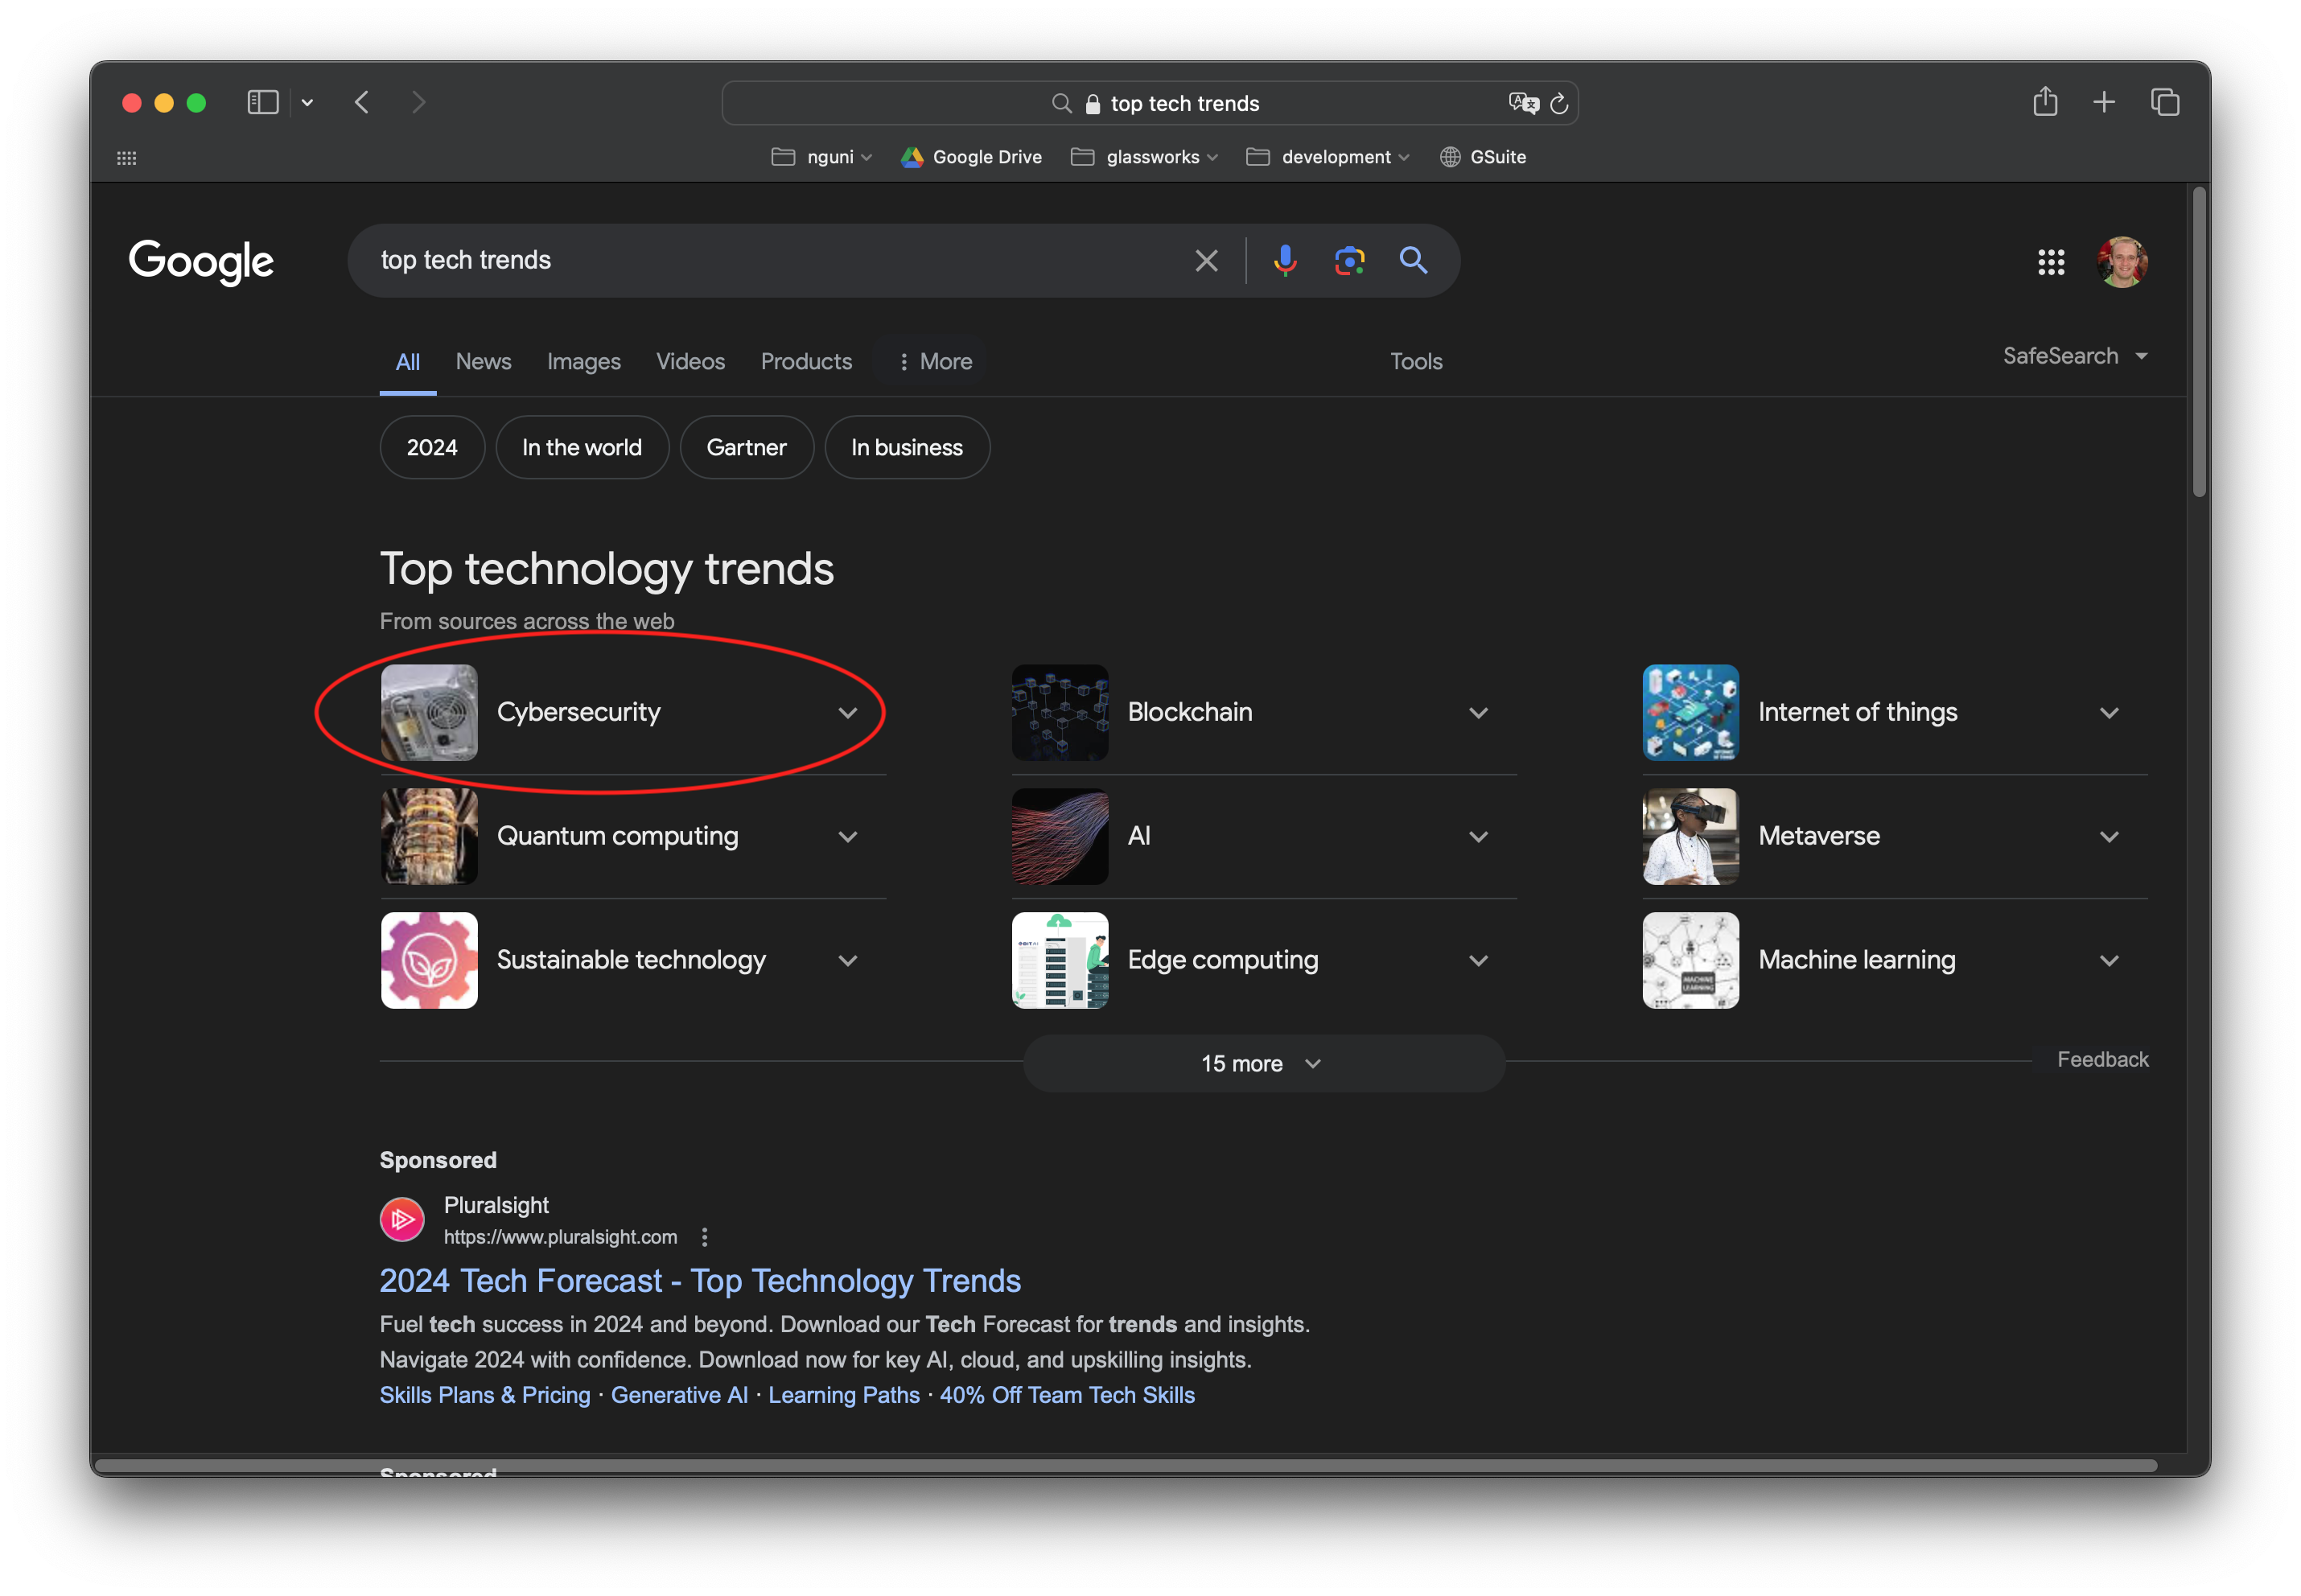 top tech trends
nguni
Google Drive
glassworks
development
GSuite
Google
top tech trends
All
News
Images
Videos
Products
More
Tools
SafeSearch
2024
In the world
Gartner
In business
Top technology trends
From sources across the web
Cybersecurity
Blockchain
Internet of things
Quantum computing
AI
Metaverse
Sustainable technology
Edge computing
MACHINE
LEARNING
Machine learning
15 more
Feedback
Sponsored
Pluralsight
https://www.pluralsight.com
2024 Tech Forecast - Top Technology Trends
Fuel tech success in 2024 and beyond. Download our Tech Forecast for trends and insights.
Navigate 2024 with confidence. Download now for key AI, cloud, and upskilling insights.
Skills Plans & Pricing · Generative AI · Learning Paths · 40% Off Team Tech Skills
Sponsored